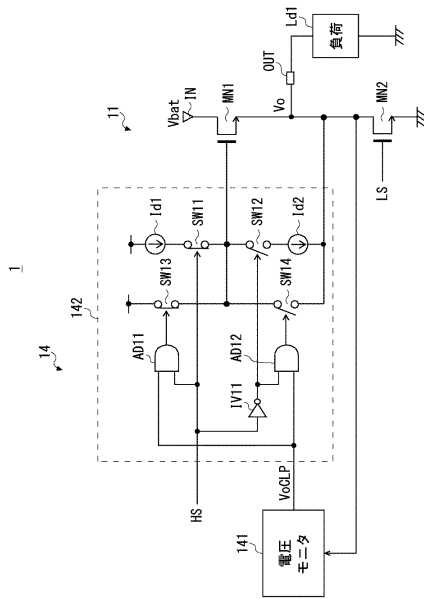 1
14
11
142
Vbat
IN
MN1
Id1
SW11
SW13
AD11
SW12
SW14
Id2
AD12
IV11
HS
VoCLP
141
電圧
モニタ
Vo
OUT
Ld1
負荷
MN2
LS